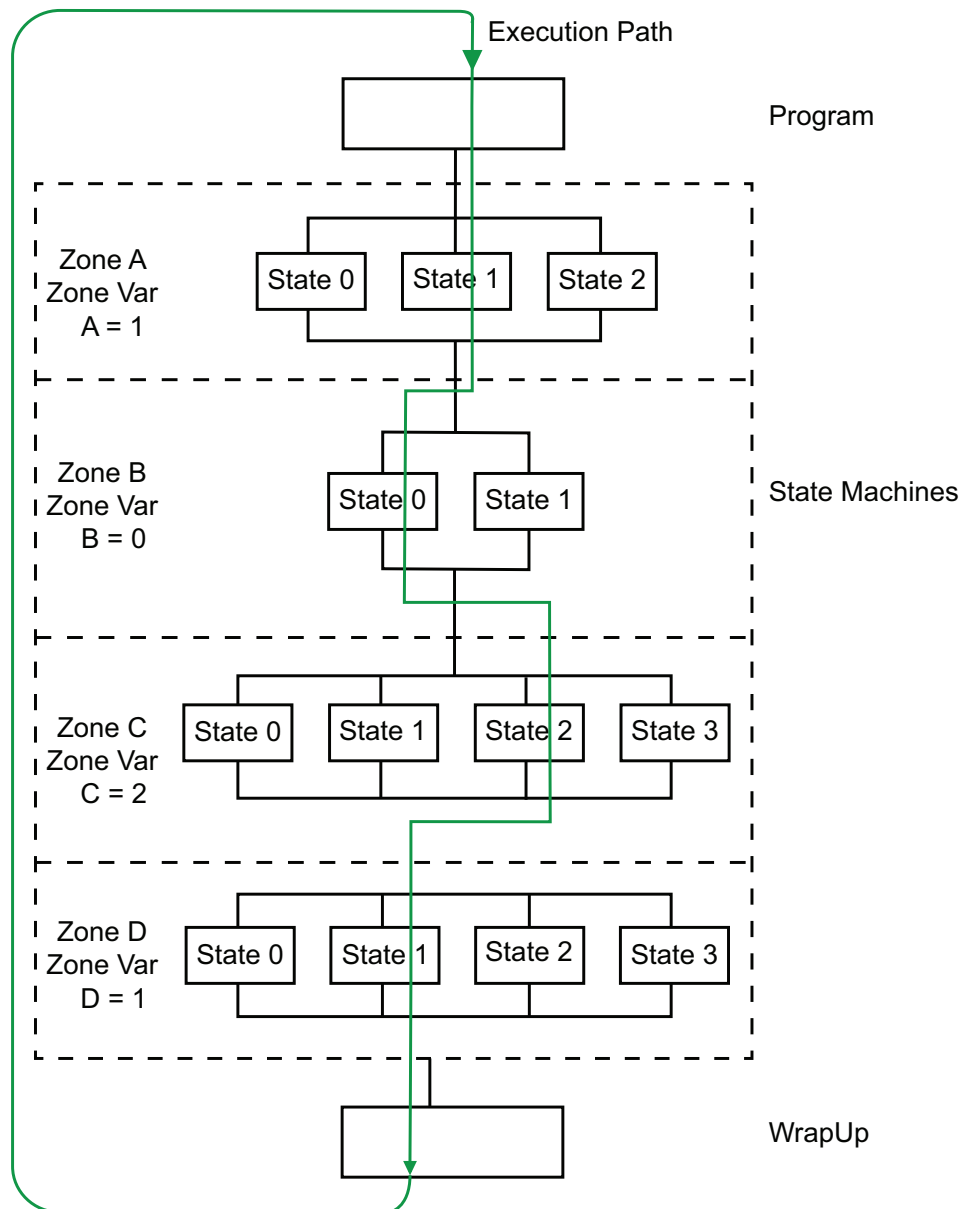 Execution Path
Program
Zone A
Zone Var
A = 1
State 0
State 1
State 2
Zone B
Zone Var
B = 0
State 0
State 1
State Machines
Zone C
Zone Var
C = 2
State 0
State 1
State 2
State 3
Zone D
Zone Var
D = 1
State 0
State 1
State 2
State 3
WrapUp